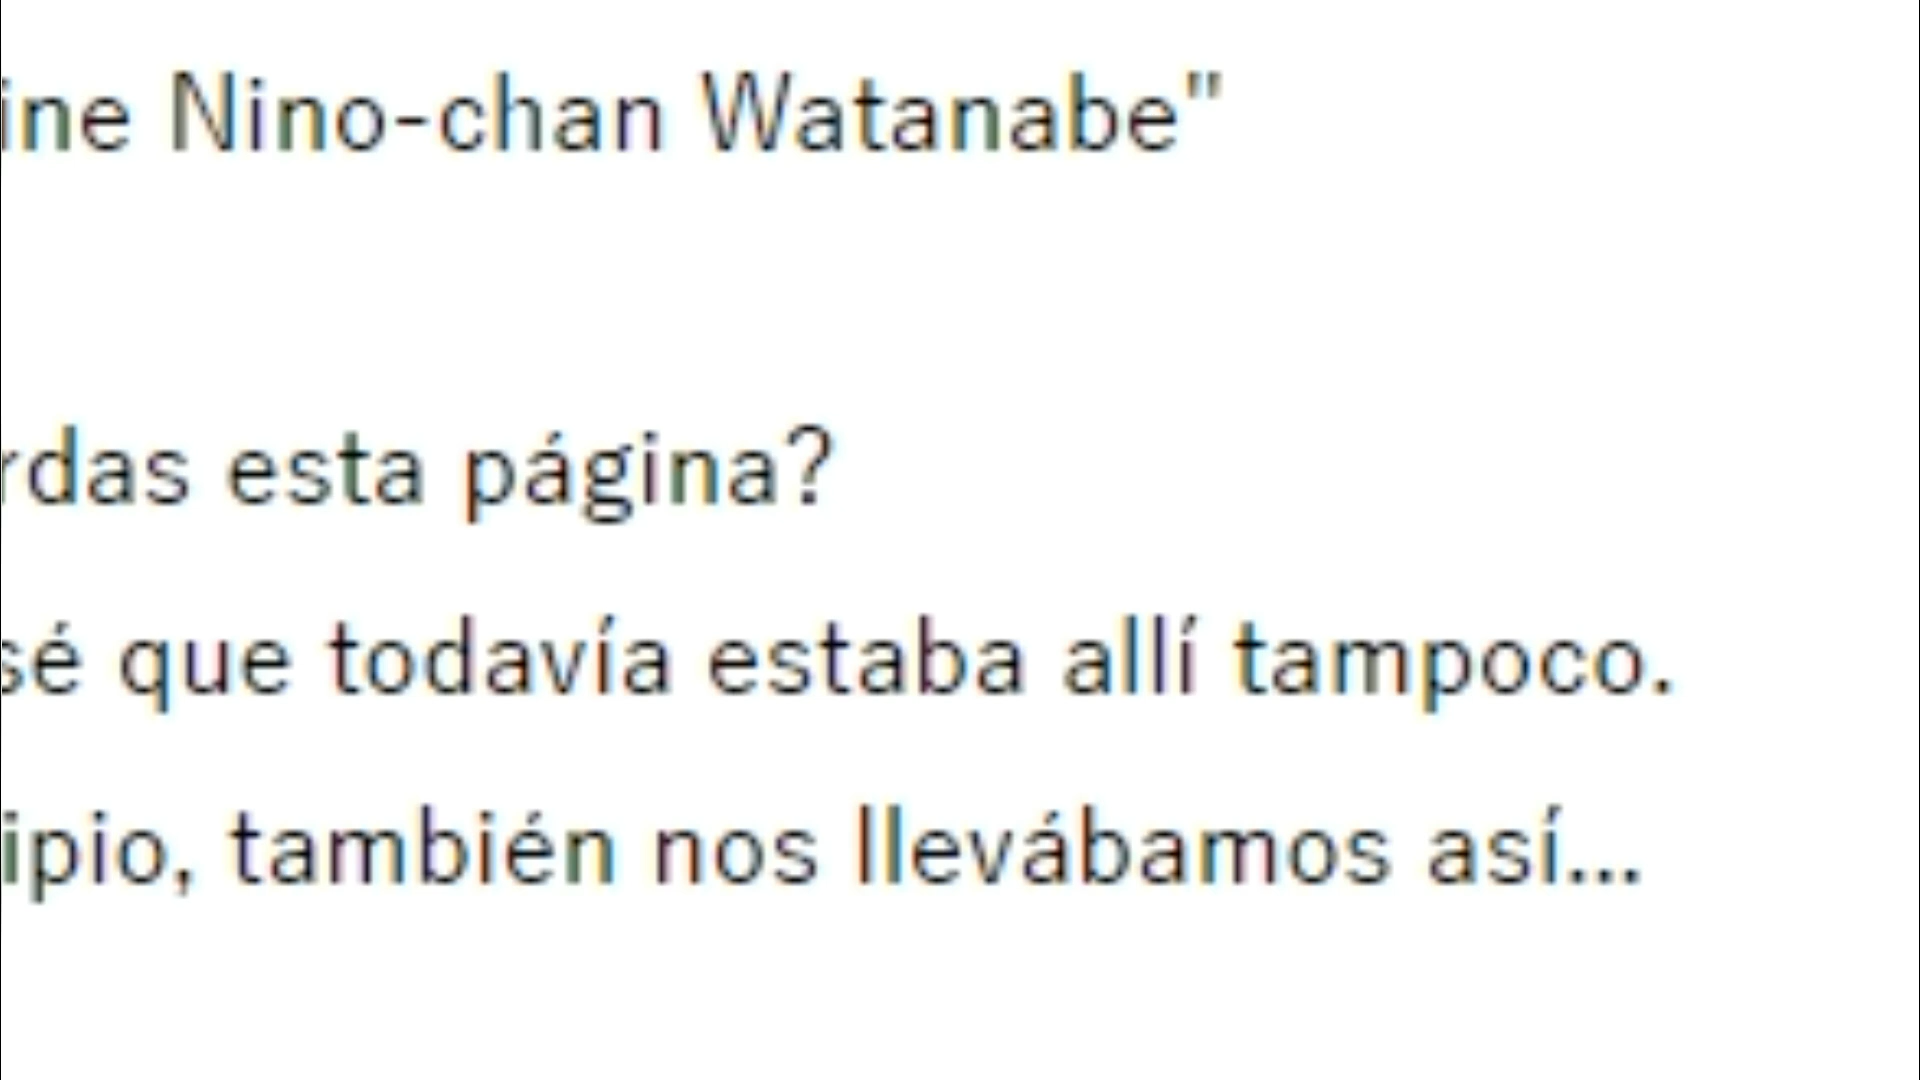 ine Nino-chan Watanabe"
rdas esta página?
sé que todavía estaba allí tampoco.
ipio, también nos llevábamos así...